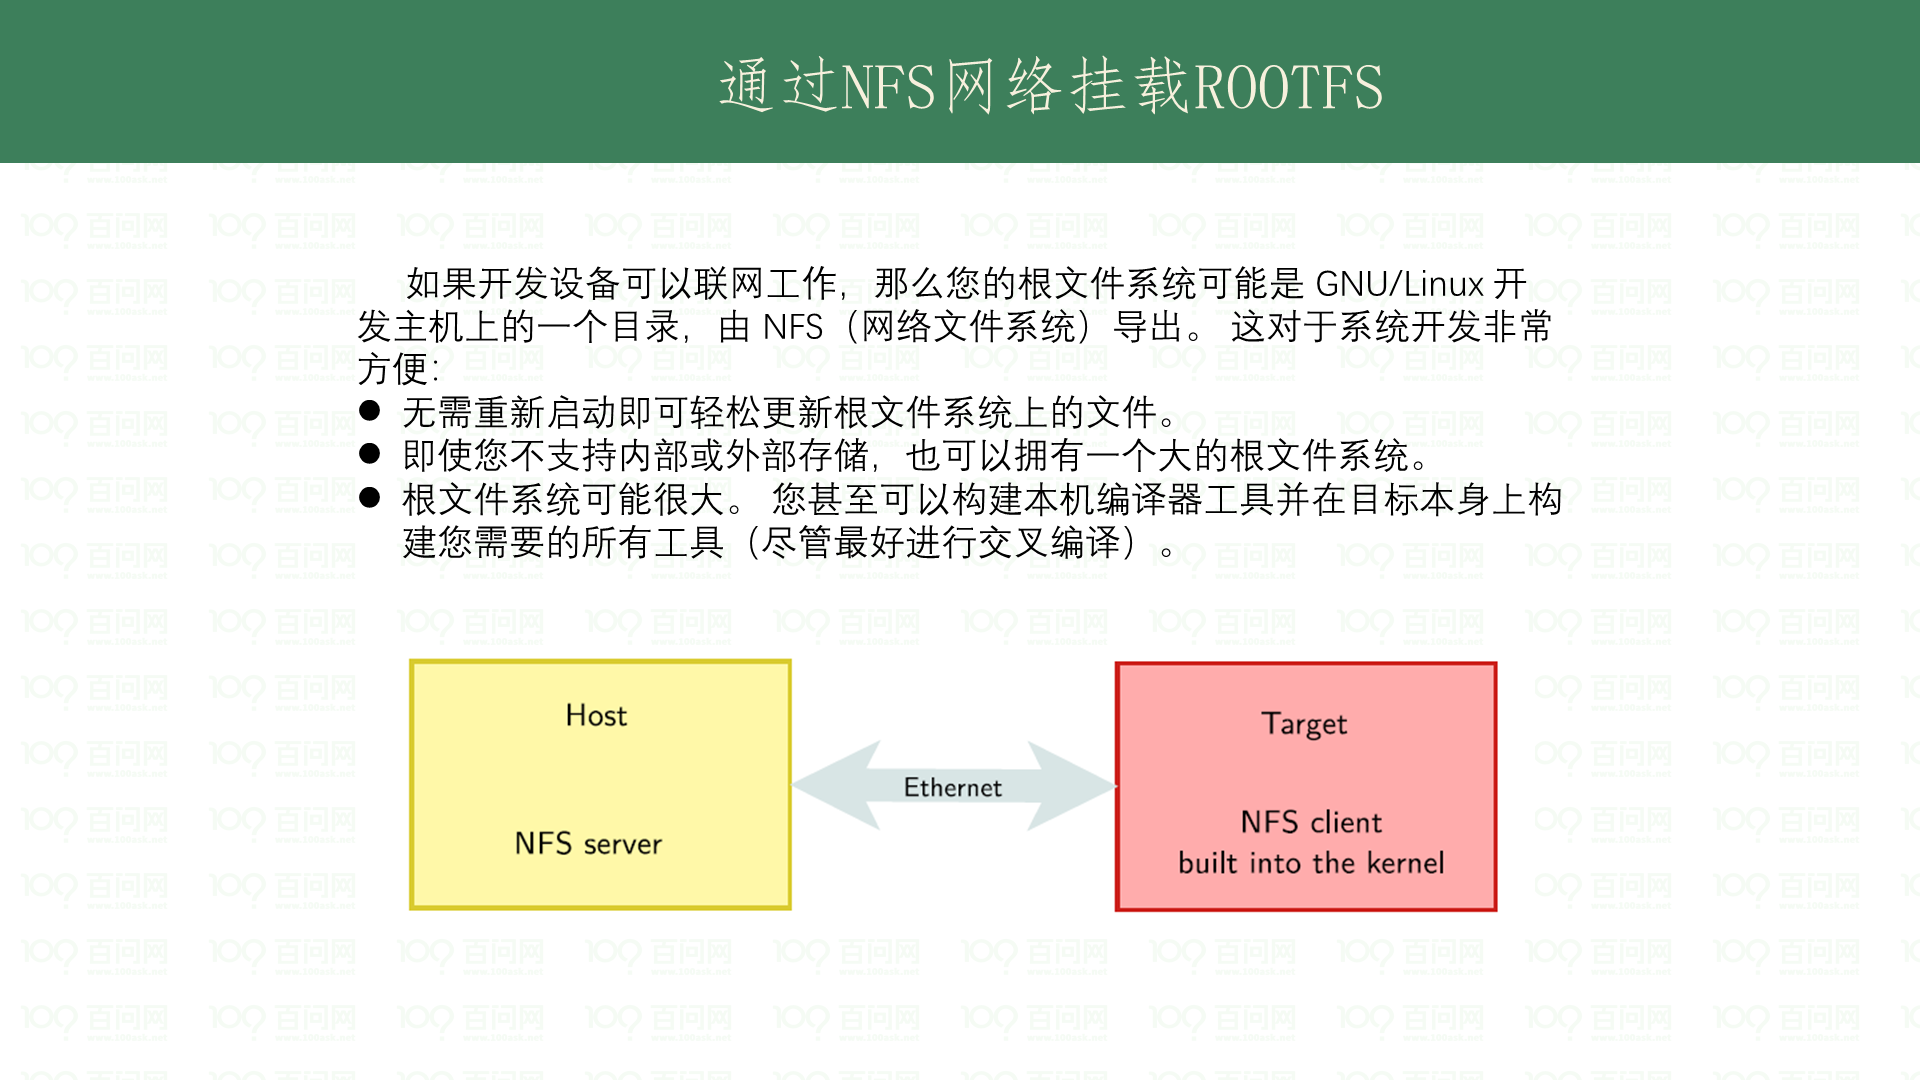 通过NFS网络挂载ROOTFS
如果开发设备可以联网工作，那么您的根文件系统可能是 GNU/Linux 开
发主机上的一个目录，由 NFS（网络文件系统）导出。 这对于系统开发非常
方便：
● 无需重新启动即可轻松更新根文件系统上的文件。
● 即使您不支持内部或外部存储，也可以拥有一个大的根文件系统。
● 根文件系统可能很大。 您甚至可以构建本机编译器工具并在目标本身上构
建您需要的所有工具（尽管最好进行交叉编译）。
Host
NFS server
Ethernet
Target
NFS client
built into the kernel
百问网
www.100ask.net